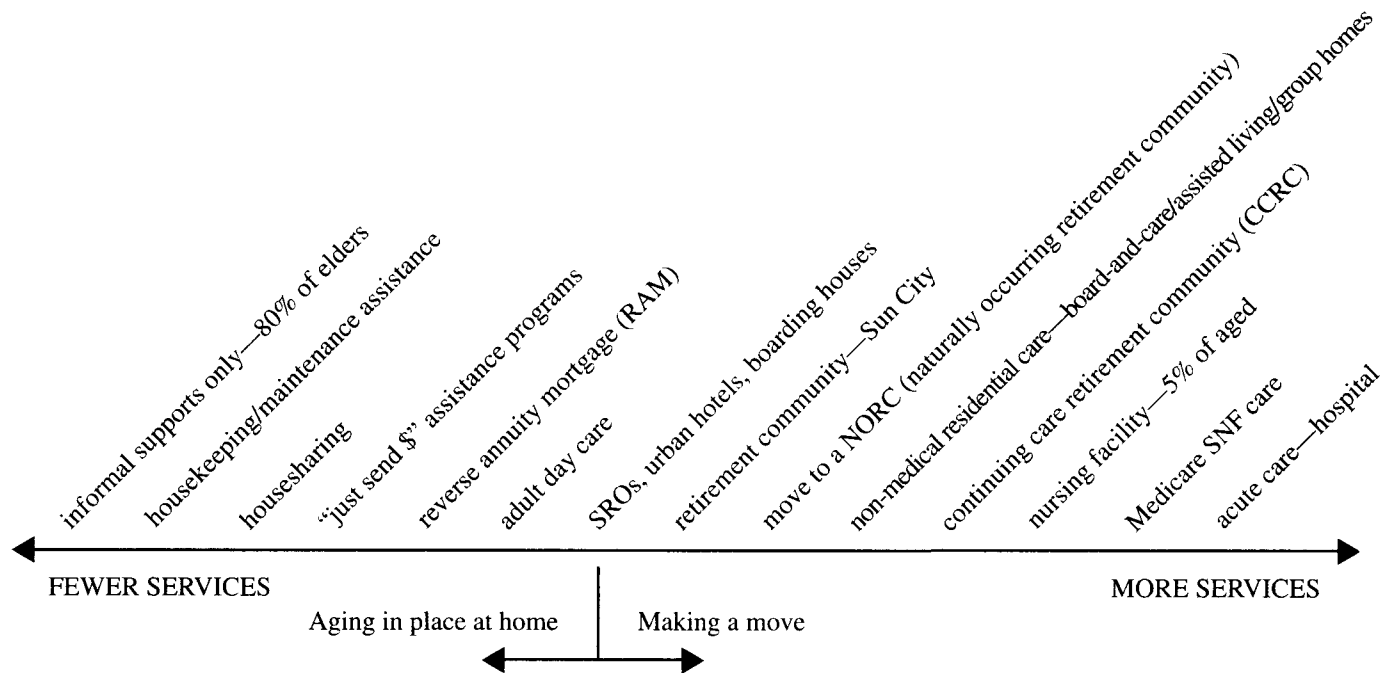 informal supports only—80% of elders
housekeeping/maintenance assistance
housesharing
“just send $” assistance programs
reverse annuity mortgage (RAM)
adult day care
SROs, urban hotels, boarding houses
retirement community—Sun City
move to a NORC (naturally occurring retirement community)
non-medical residential care—board-and-care/assisted living/group homes
continuing care retirement community (CCRC)
nursing facility—5% of aged
Medicare SNF care
acute care—hospital
FEWER SERVICES
MORE SERVICES
Aging in place at home
Making a move